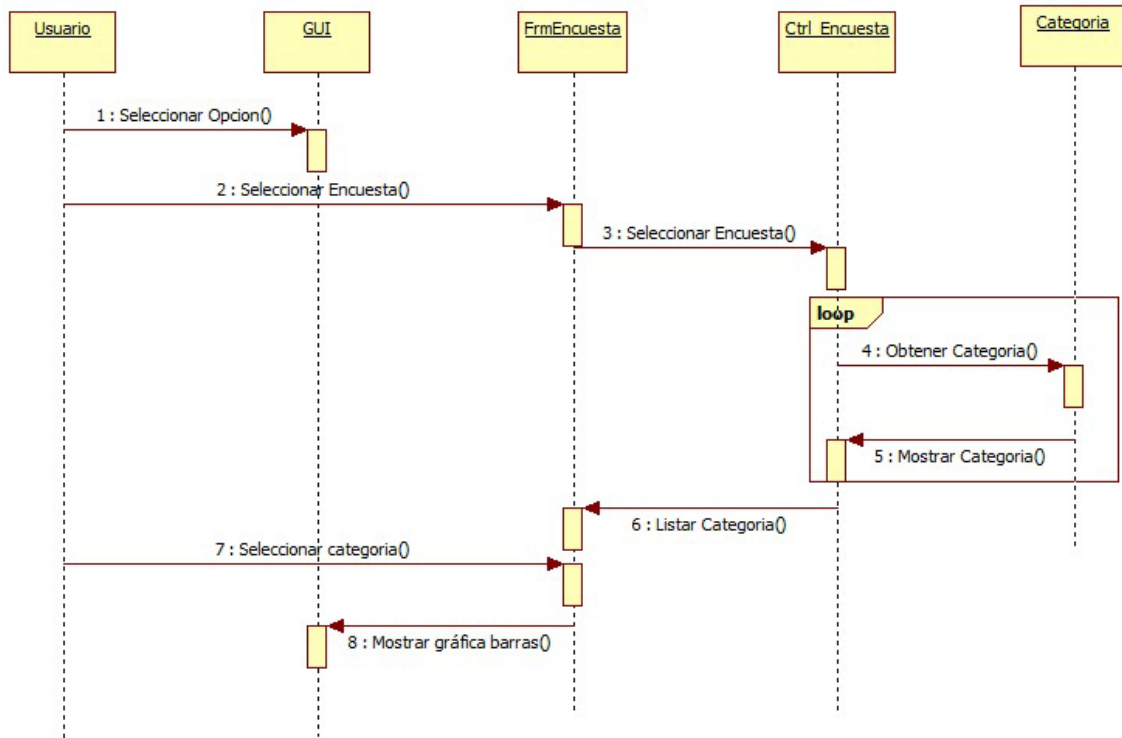 Usuario
GUI
FrmEncuesta
Ctrl_Encuesta
Categoria
1 : Seleccionar Opcion()
2 : Seleccionar Encuesta()
3 : Seleccionar Encuesta()
loop
4 : Obtener Categoria()
5 : Mostrar Categoria()
6 : Listar Categoria()
7 : Seleccionar categoria()
8 : Mostrar gráfica barras()